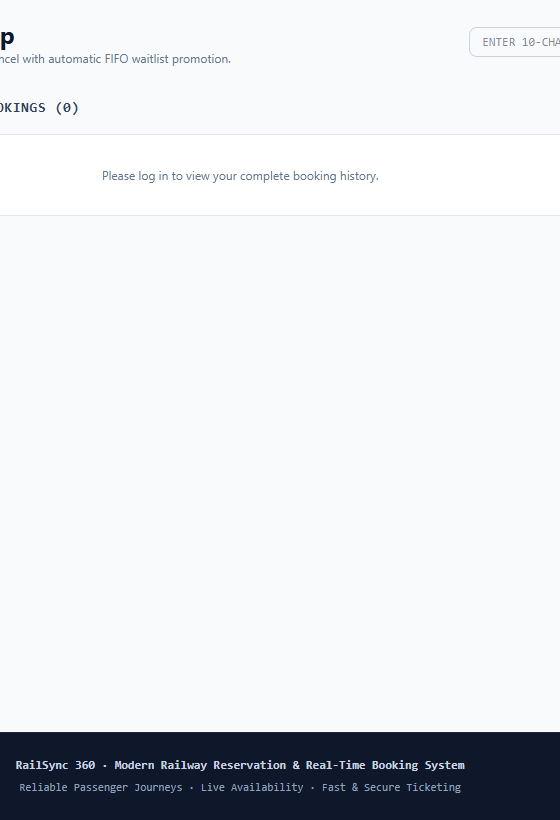 p
ncel with automatic FIFO waitlist promotion.
ENTER 10-CHA
OKINGS (0)
Please log in to view your complete booking history.
RailSync 360 · Modern Railway Reservation & Real-Time Booking System
Reliable Passenger Journeys · Live Availability · Fast & Secure Ticketing